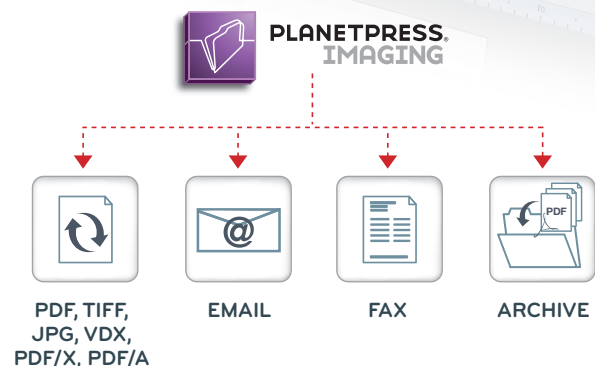 PLANETPRESS®
IMAGING
@
PDF
PDF, TIFF,
JPG, VDX,
PDF/X, PDF/A
EMAIL
FAX
ARCHIVE